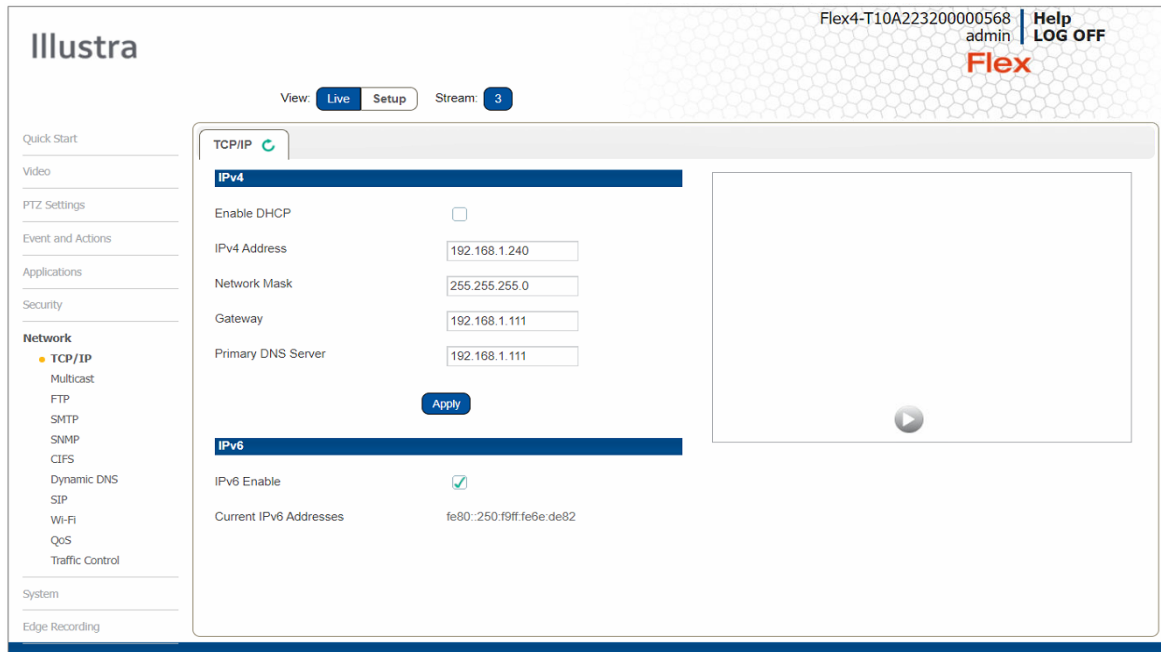 Illustra
Flex4-T10A223200000568
admin
Help
LOG OFF
Flex
View: Live Setup Stream: 3
Quick Start
Video
PTZ Settings
Event and Actions
Applications
Security
Network
TCP/IP
Multicast
FTP
SMTP
SNMP
CIFS
Dynamic DNS
SIP
Wi-Fi
QoS
Traffic Control
System
Edge Recording
TCP/IP
IPv4
Enable DHCP
IPv4 Address 192.168.1.240
Network Mask 255.255.255.0
Gateway 192.168.1.111
Primary DNS Server 192.168.1.111
Apply
IPv6
IPv6 Enable
Current IPv6 Addresses fe80::250:f9ff:fe6e:de82